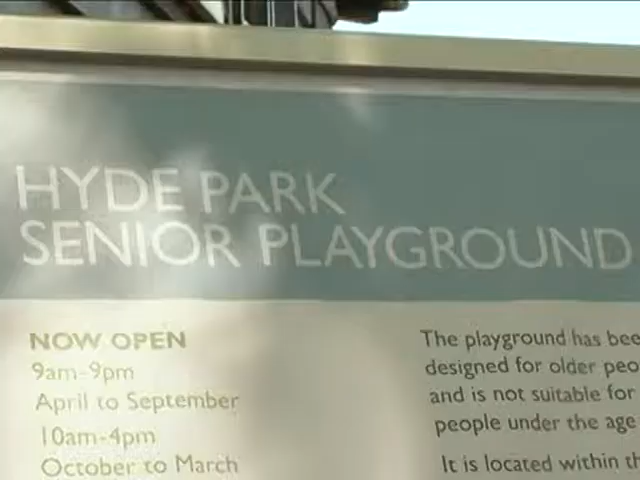 HYDE PARK
SENIOR PLAYGROUND
NOW OPEN
9am-9pm
April to September
10am-4pm
October to March
The playground has bee
designed for older peo
and is not suitable for
people under the age
It is located within th